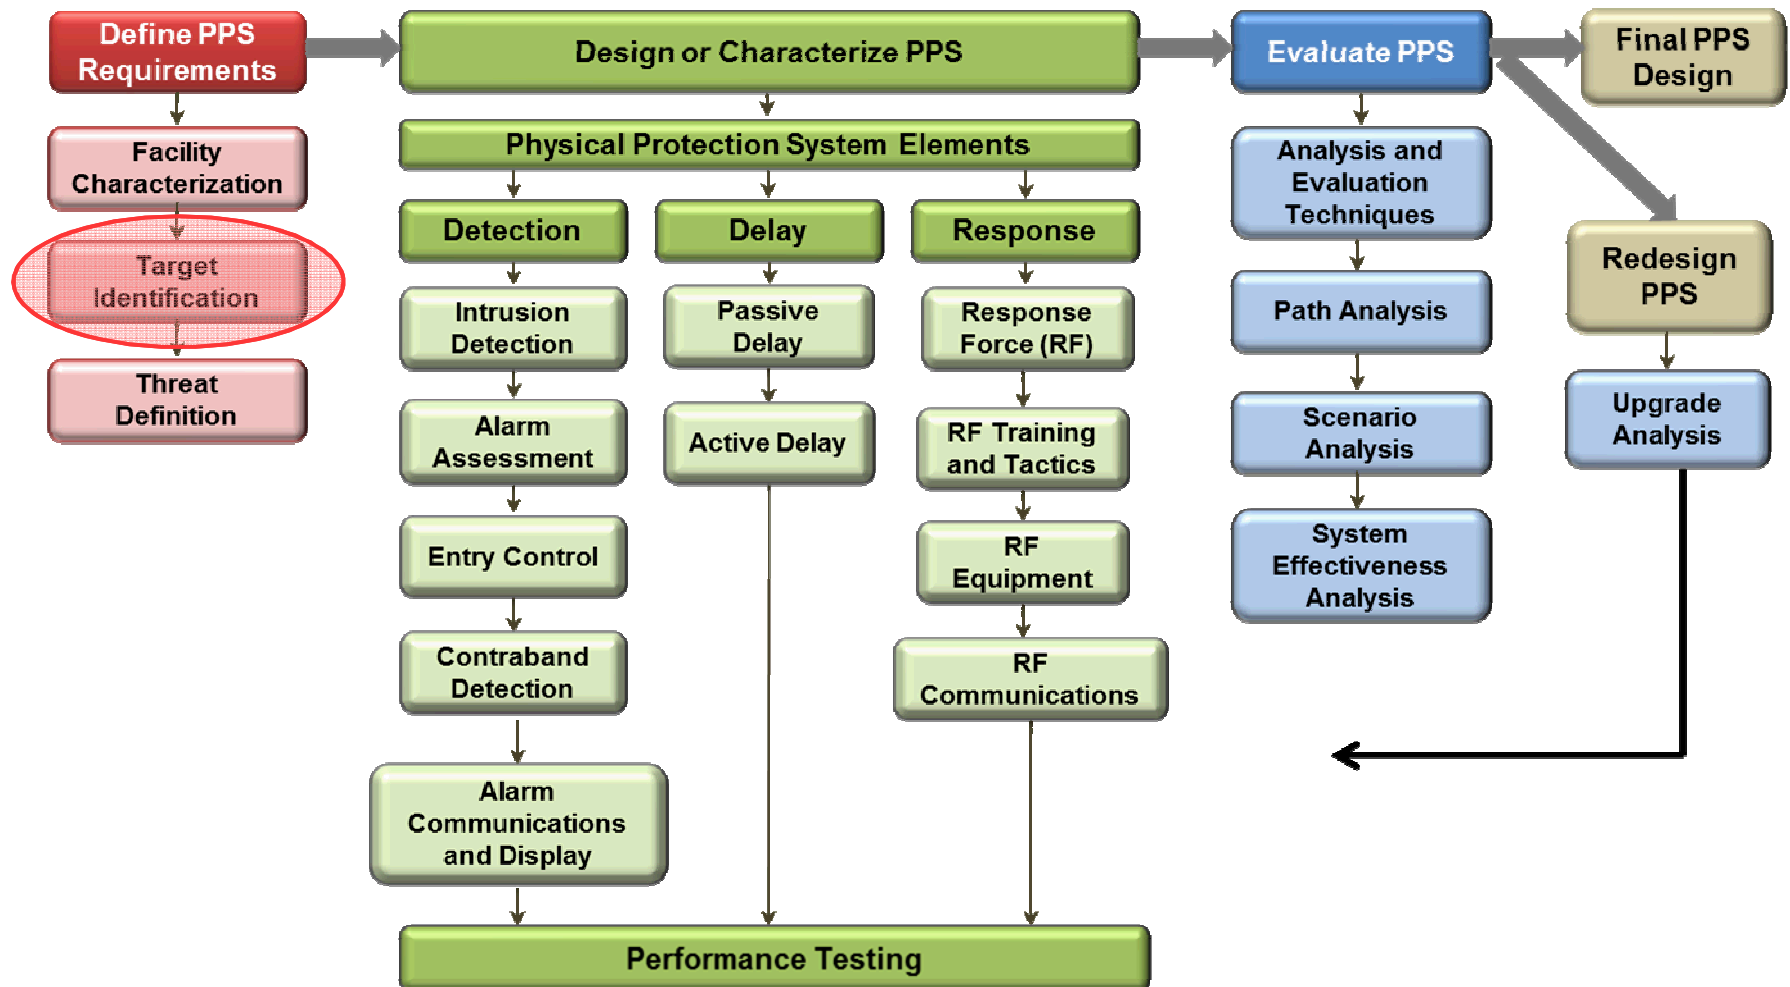 Define PPS
Requirements
Facility
Characterization
Target
Identification
Threat
Definition
Design or Characterize PPS
Physical Protection System Elements
Detection
Intrusion
Detection
Alarm
Assessment
Entry Control
Contraband
Detection
Alarm
Communications
and Display
Delay
Passive
Delay
Active Delay
Response
Response
Force (RF)
RF Training
and Tactics
RF
Equipment
RF
Communications
Performance Testing
Evaluate PPS
Analysis and
Evaluation
Techniques
Path Analysis
Scenario
Analysis
System
Effectiveness
Analysis
Final PPS
Design
Redesign
PPS
Upgrade
Analysis